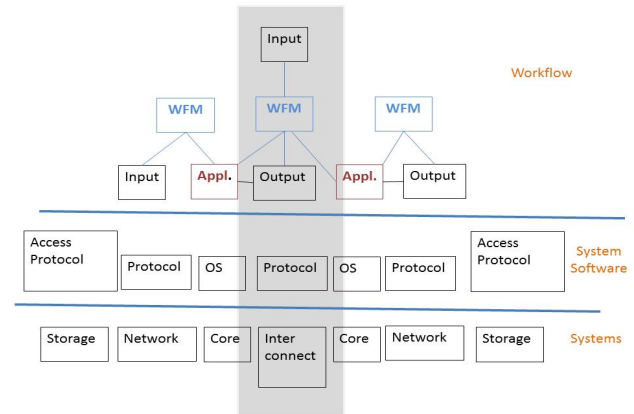 Input
Workflow
WFM
WFM
WFM
Input
Appl.
Output
Appl.
Output
Access
Protocol
Protocol
OS
Protocol
OS
Protocol
Access
Protocol
System
Software
Storage
Network
Core
Inter
connect
Core
Network
Storage
Systems